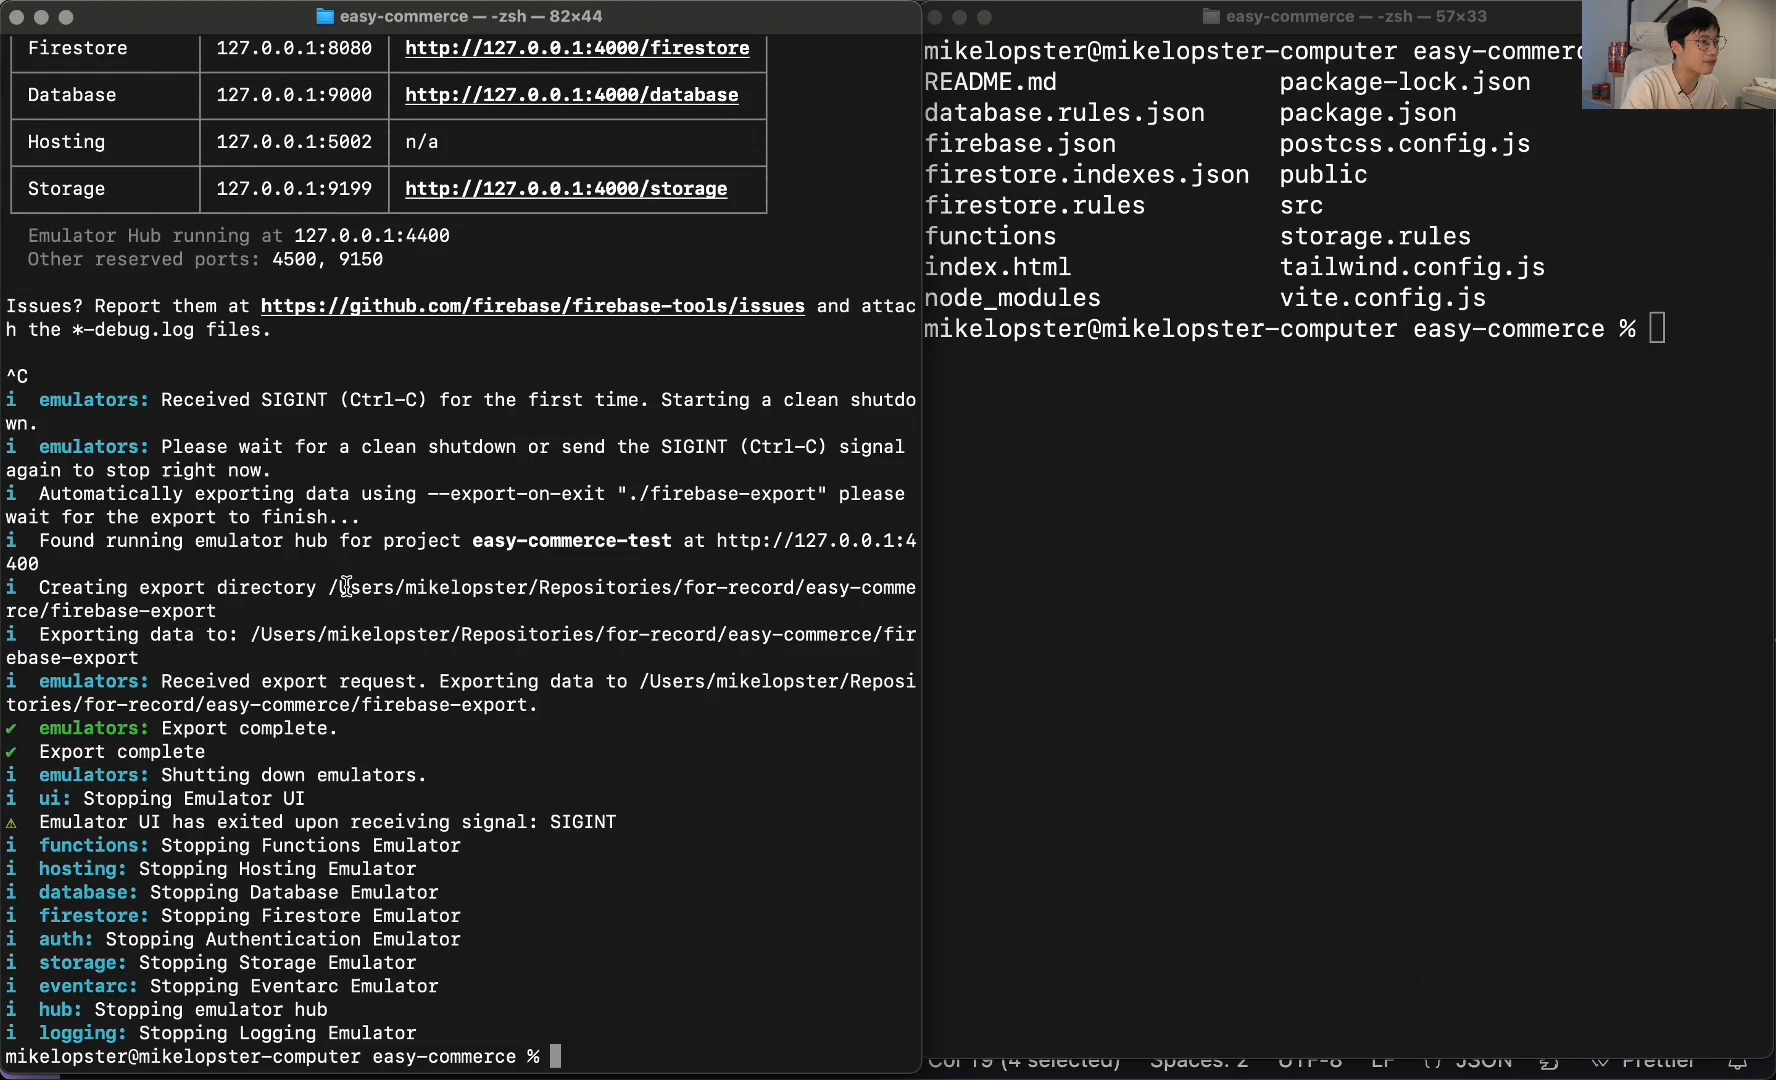 easy-commerce — -zsh — 82×44
Firestore 127.0.0.1:8080 http://127.0.0.1:4000/firestore
Database 127.0.0.1:9000 http://127.0.0.1:4000/database
Hosting 127.0.0.1:5002 n/a
Storage 127.0.0.1:9199 http://127.0.0.1:4000/storage
Emulator Hub running at 127.0.0.1:4400
Other reserved ports: 4500, 9150
Issues? Report them at https://github.com/firebase/firebase-tools/issues and attac
h the *-debug.log files.
^C
i emulators: Received SIGINT (Ctrl-C) for the first time. Starting a clean shutdo
wn.
i emulators: Please wait for a clean shutdown or send the SIGINT (Ctrl-C) signal
again to stop right now.
i Automatically exporting data using --export-on-exit "./firebase-export" please
wait for the export to finish...
i Found running emulator hub for project easy-commerce-test at http://127.0.0.1:4
400
i Creating export directory /Users/mikelopster/Repositories/for-record/easy-comme
rce/firebase-export
i Exporting data to: /Users/mikelopster/Repositories/for-record/easy-commerce/fir
ebase-export
i emulators: Received export request. Exporting data to /Users/mikelopster/Reposi
tories/for-record/easy-commerce/firebase-export.
✔ emulators: Export complete.
✔ Export complete
i emulators: Shutting down emulators.
i ui: Stopping Emulator UI
⚠ Emulator UI has exited upon receiving signal: SIGINT
i functions: Stopping Functions Emulator
i hosting: Stopping Hosting Emulator
i database: Stopping Database Emulator
i firestore: Stopping Firestore Emulator
i auth: Stopping Authentication Emulator
i storage: Stopping Storage Emulator
i eventarc: Stopping Eventarc Emulator
i hub: Stopping emulator hub
i logging: Stopping Logging Emulator
mikelopster@mikelopster-computer easy-commerce %
easy-commerce — -zsh — 57×33
mikelopster@mikelopster-computer easy-commerc
README.md package-lock.json
database.rules.json package.json
firebase.json postcss.config.js
firestore.indexes.json public
firestore.rules src
functions storage.rules
index.html tailwind.config.js
node_modules vite.config.js
mikelopster@mikelopster-computer easy-commerce %
Col 19 (4 selected) Spaces: 2 UTF-8 LF {} JSON Prettier